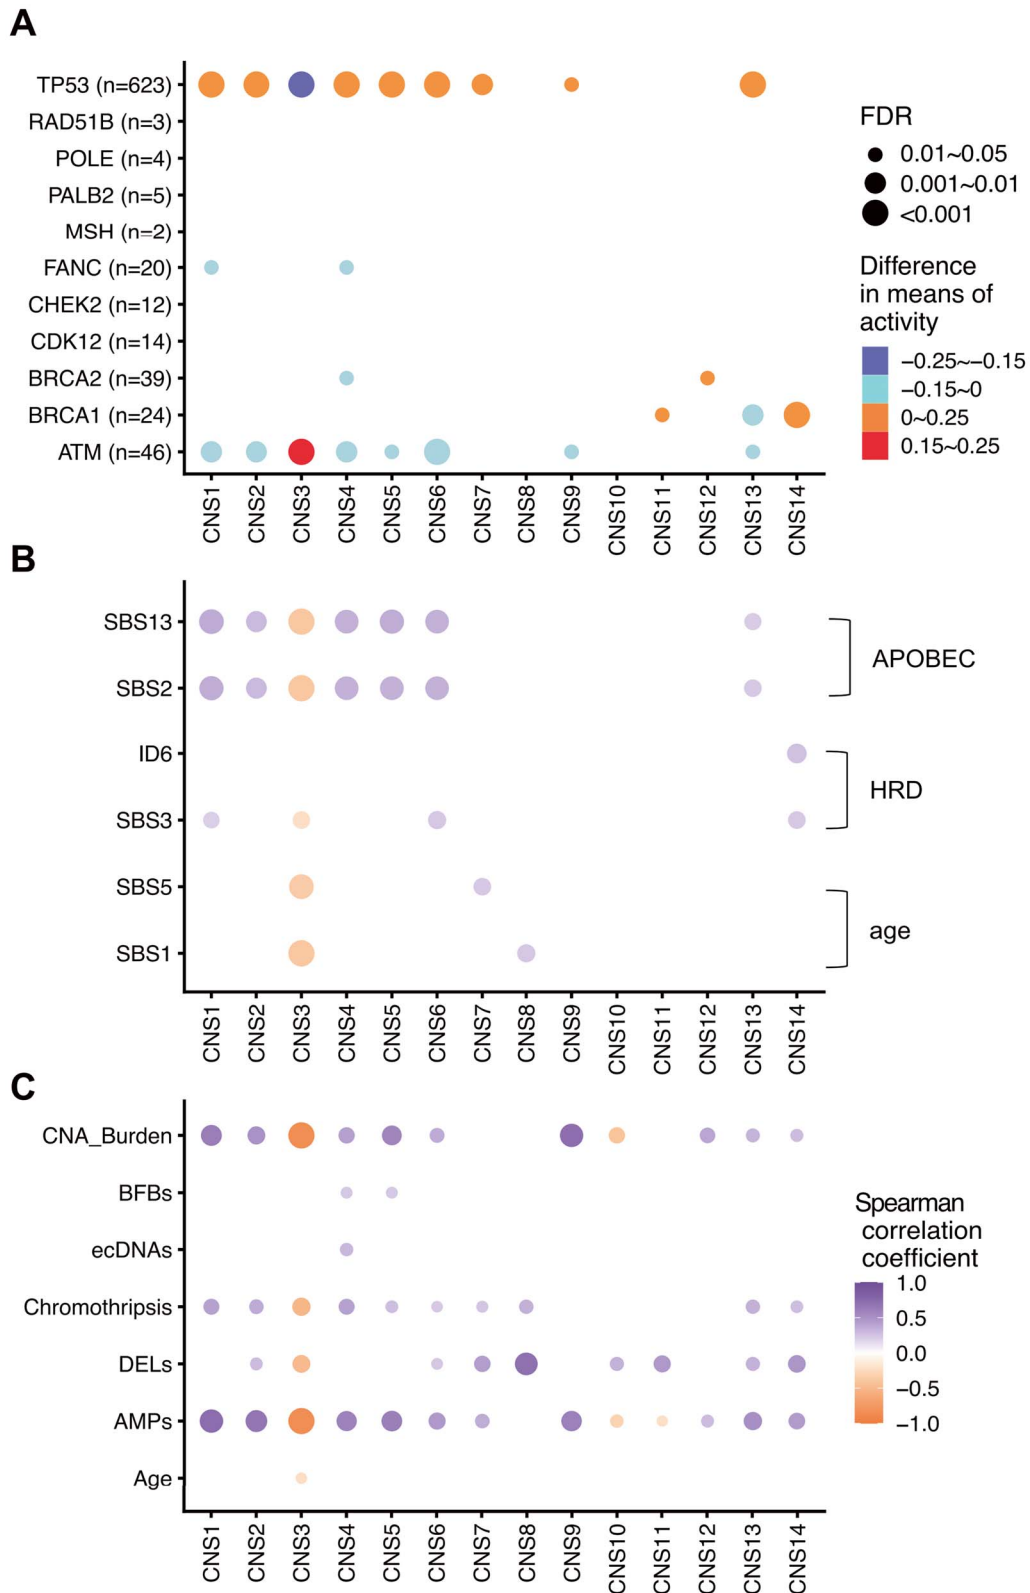 A
TP53 (n=623)
RAD51B (n=3)
POLE (n=4)
PALB2 (n=5)
MSH (n=2)
FANC (n=20)
CHEK2 (n=12)
CDK12 (n=14)
BRCA2 (n=39)
BRCA1 (n=24)
ATM (n=46)
CNS1
CNS2
CNS3
CNS4
CNS5
CNS6
CNS7
CNS8
CNS9
CNS10
CNS11
CNS12
CNS13
CNS14
FDR
0.01~0.05
0.001~0.01
<0.001
Difference
in means of
activity
−0.25~−0.15
−0.15~0
0~0.25
0.15~0.25
B
SBS13
SBS2
ID6
SBS3
SBS5
SBS1
APOBEC
HRD
age
CNS1
CNS2
CNS3
CNS4
CNS5
CNS6
CNS7
CNS8
CNS9
CNS10
CNS11
CNS12
CNS13
CNS14
C
CNA_Burden
BFBs
ecDNAs
Chromothripsis
DELs
AMPs
Age
CNS1
CNS2
CNS3
CNS4
CNS5
CNS6
CNS7
CNS8
CNS9
CNS10
CNS11
CNS12
CNS13
CNS14
Spearman
correlation
coefficient
1.0
0.5
0.0
−0.5
−1.0